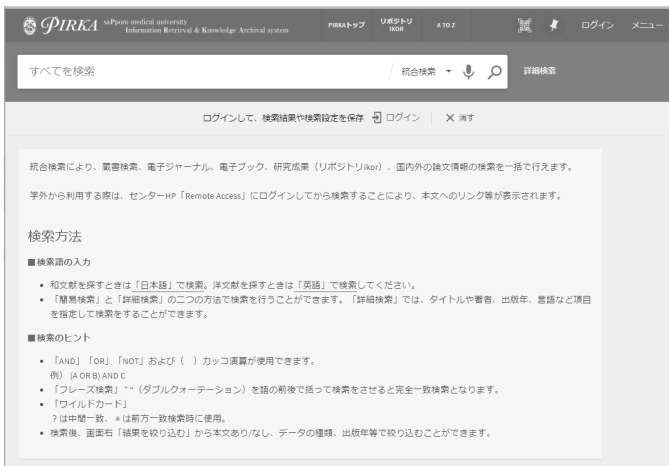 PIRKA saPporo medical university
Information Retrieval & Knowledge Archival system
PIRKAトップ
リポジトリ
IKOR
A TO Z
ログイン
メニュー
すべてを検索
統合検索
詳細検索
ログインして、検索結果や検索設定を保存 ログイン 消す
統合検索により、蔵書検索、電子ジャーナル、電子ブック、研究成果（リポジトリikor）、国内外の論文情報の検索を一括で行えます。
学外から利用する際は、センターHP「Remote Access」にログインしてから検索することにより、本文へのリンク等が表示されます。
検索方法
■検索語の入力
• 和文献を探すときは「日本語」で検索。洋文献を探すときは「英語」で検索してください。
• 「簡易検索」と「詳細検索」の二つの方法で検索を行うことができます。「詳細検索」では、タイトルや著者、出版年、言語など項目
を指定して検索をすることができます。
■検索のヒント
• 「AND」「OR」「NOT」および（　）カッコ演算が使用できます。
例） (A OR B) AND C
• 「フレーズ検索」“ ”（ダブルクォーテーション）を語の前後で括って検索をさせると完全一致検索となります。
• 「ワイルドカード」
？は中間一致、＊は前方一致検索時に使用。
• 検索後、画面右「結果を絞り込む」から本文あり/なし、データの種類、出版年等で絞り込むことができます。